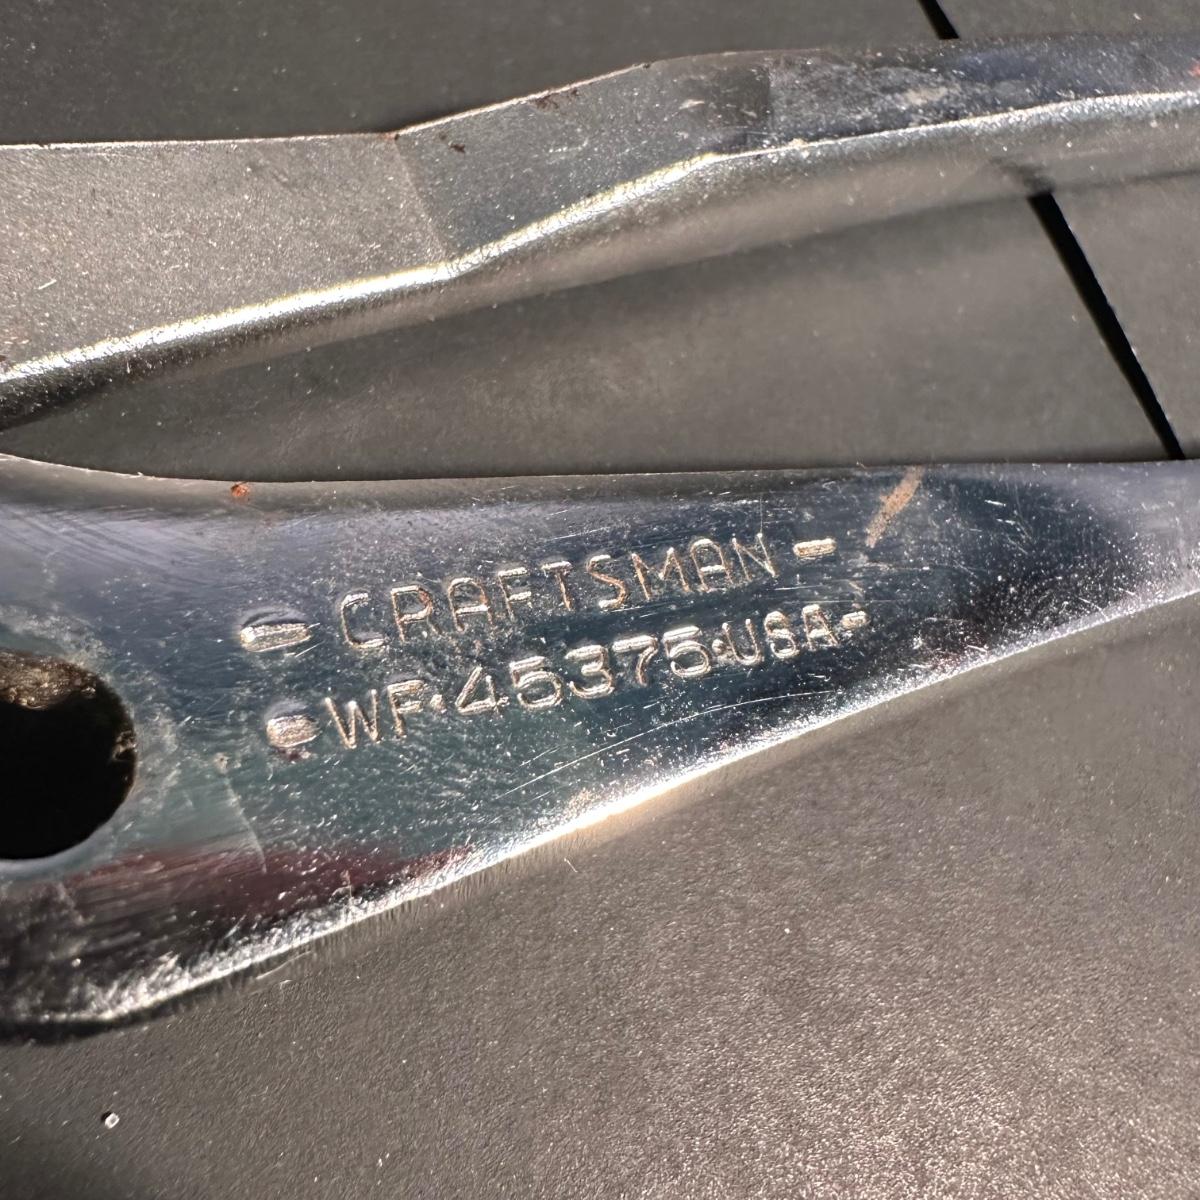 - CRAFTSMAN -
- WF·45375·USA-